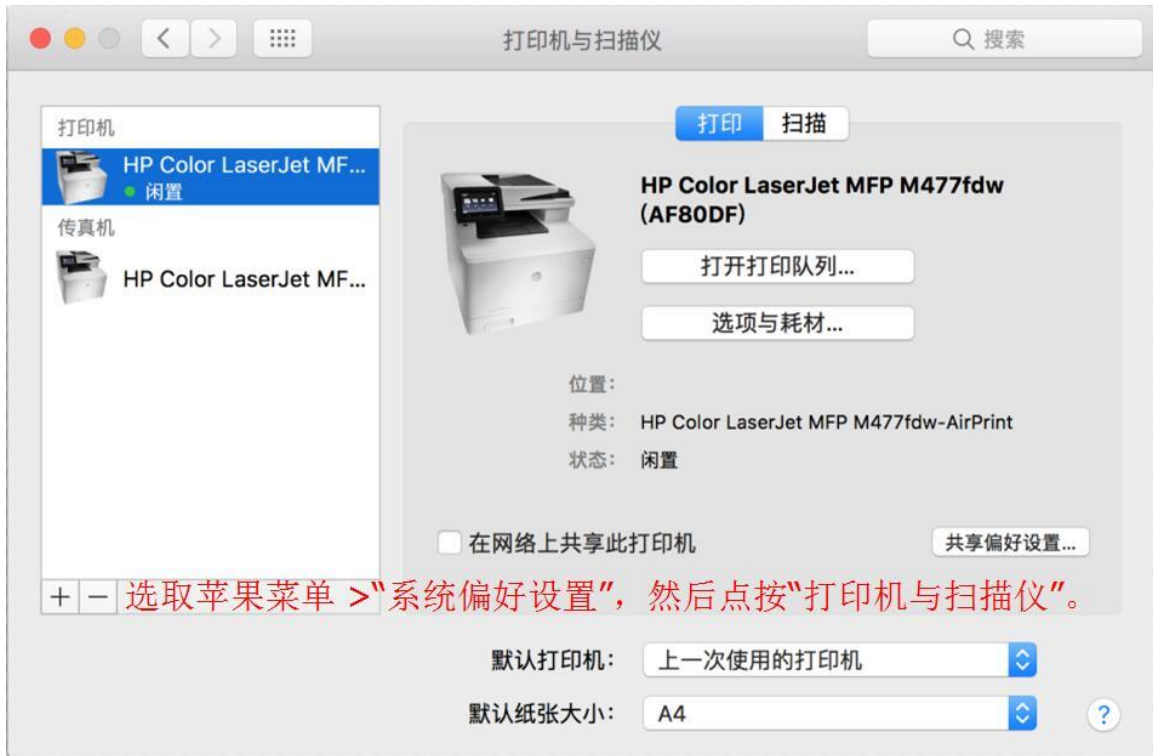 打印机与扫描仪
搜索
打印机
HP Color LaserJet MF...
闲置
传真机
HP Color LaserJet MF...
打印 扫描
HP Color LaserJet MFP M477fdw
(AF80DF)
打开打印队列...
选项与耗材...
位置：
种类： HP Color LaserJet MFP M477fdw-AirPrint
状态： 闲置
在网络上共享此打印机
共享偏好设置...
+ − 选取苹果菜单 >“系统偏好设置”，然后点按“打印机与扫描仪”。
默认打印机： 上一次使用的打印机
默认纸张大小： A4
?